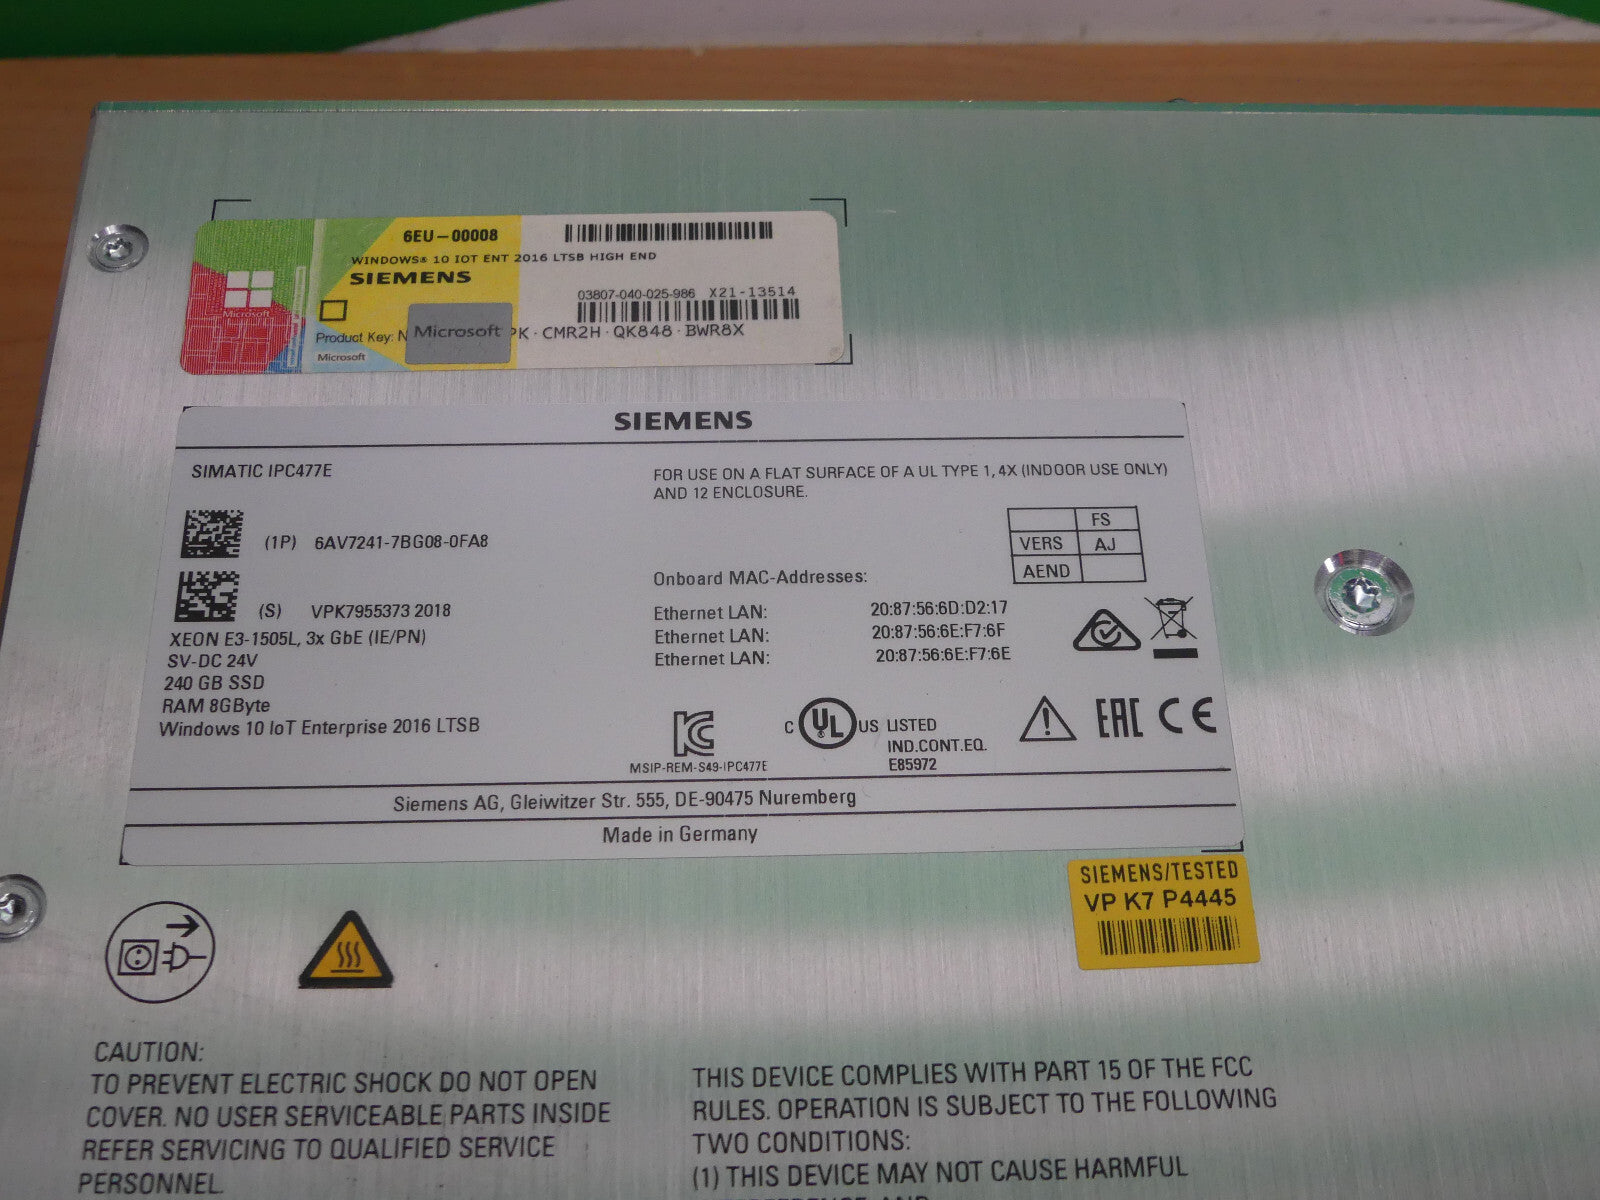 6EU-00008
WINDOWS® 10 IOT ENT 2016 LTSB HIGH END
SIEMENS
03807-040-025-986 X21-13514
Microsoft
Product Key: N Microsoft PK · CMR2H · QK848 · BWR8X
Microsoft
SIEMENS
SIMATIC IPC477E
FOR USE ON A FLAT SURFACE OF A UL TYPE 1, 4X (INDOOR USE ONLY)
AND 12 ENCLOSURE.
(1P) 6AV7241-7BG08-0FA8
FS
VERS AJ
AEND
(S) VPK7955373 2018
XEON E3-1505L, 3x GbE (IE/PN)
SV-DC 24V
240 GB SSD
RAM 8GByte
Windows 10 IoT Enterprise 2016 LTSB
Onboard MAC-Addresses:
Ethernet LAN: 20:87:56:6D:D2:17
Ethernet LAN: 20:87:56:6E:F7:6F
Ethernet LAN: 20:87:56:6E:F7:6E
MSIP-REM-S49-IPC477E
C UL US LISTED
IND.CONT.EQ.
E85972
EAC CE
Siemens AG, Gleiwitzer Str. 555, DE-90475 Nuremberg
Made in Germany
SIEMENS/TESTED
VP K7 P4445
CAUTION:
TO PREVENT ELECTRIC SHOCK DO NOT OPEN
COVER. NO USER SERVICEABLE PARTS INSIDE
REFER SERVICING TO QUALIFIED SERVICE
PERSONNEL.
THIS DEVICE COMPLIES WITH PART 15 OF THE FCC
RULES. OPERATION IS SUBJECT TO THE FOLLOWING
TWO CONDITIONS:
(1) THIS DEVICE MAY NOT CAUSE HARMFUL